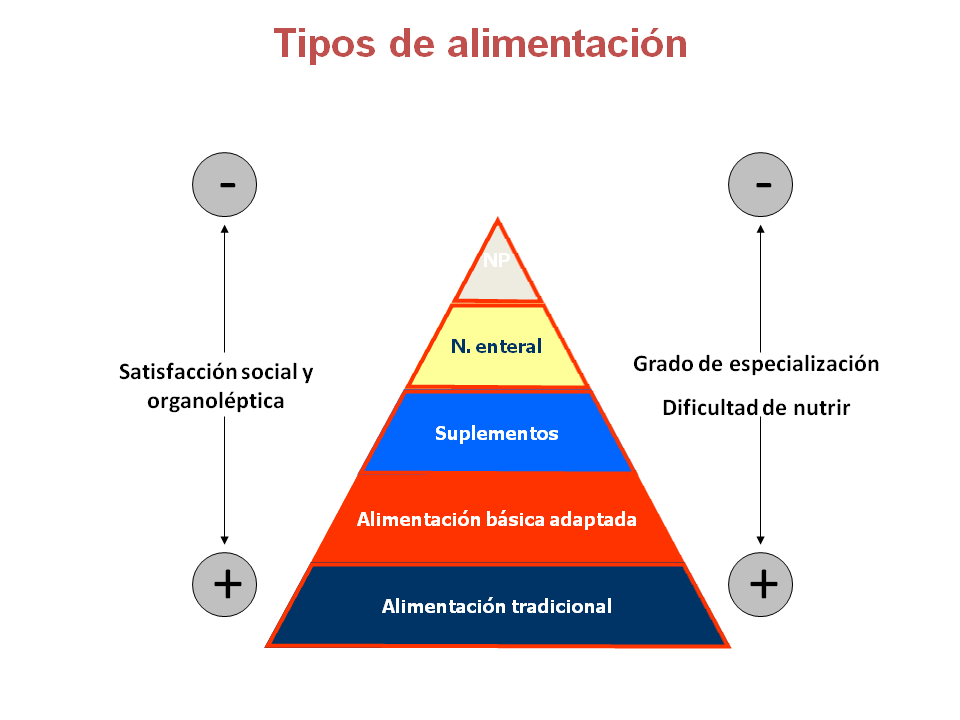 Tipos de alimentación
-
-
NP
N. enteral
Satisfacción social y
organoléptica
Grado de especialización
Dificultad de nutrir
Suplementos
Alimentación básica adaptada
+
+
Alimentación tradicional